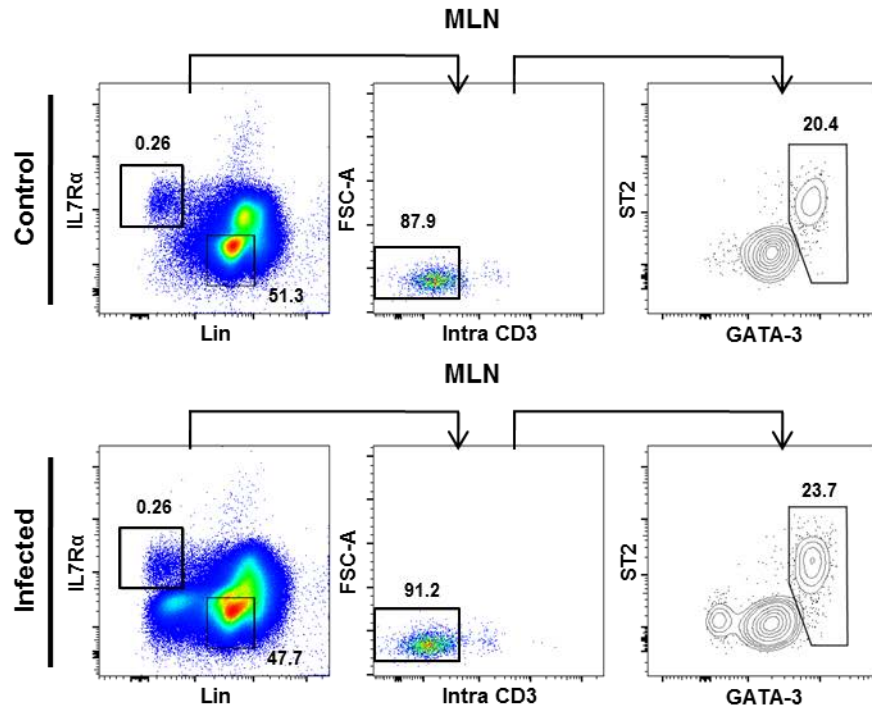 MLN
Control
0.26
IL7Rα
51.3
Lin
87.9
FSC-A
Intra CD3
20.4
ST2
GATA-3
MLN
Infected
0.26
IL7Rα
47.7
Lin
91.2
FSC-A
Intra CD3
23.7
ST2
GATA-3